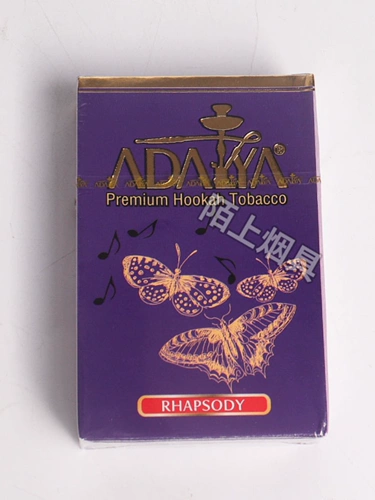 ADALYA®
Premium Hookah Tobacco
陌上烟具
RHAPSODY